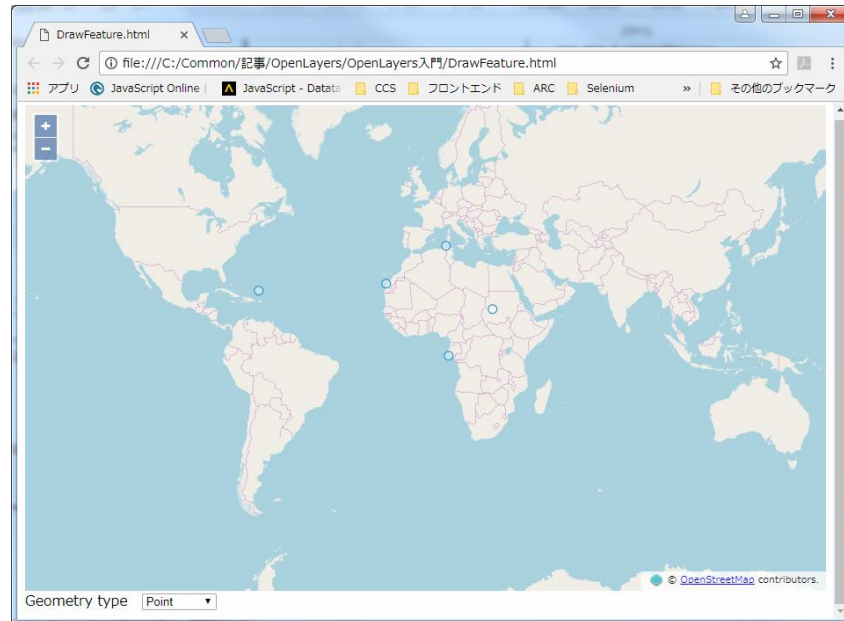 DrawFeature.html
file:///C:/Common/記事/OpenLayers/OpenLayers入門/DrawFeature.html
アプリ JavaScript Online | JavaScript - Datata CCS フロントエンド ARC Selenium » その他のブックマーク
+
−
© OpenStreetMap contributors.
Geometry type Point